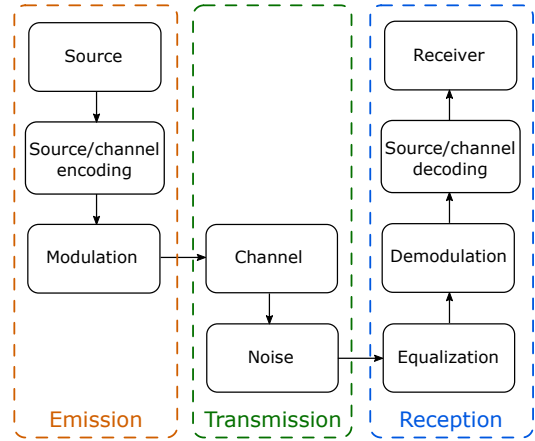 Source
Source/channel
encoding
Modulation
Emission
Channel
Noise
Transmission
Receiver
Source/channel
decoding
Demodulation
Equalization
Reception